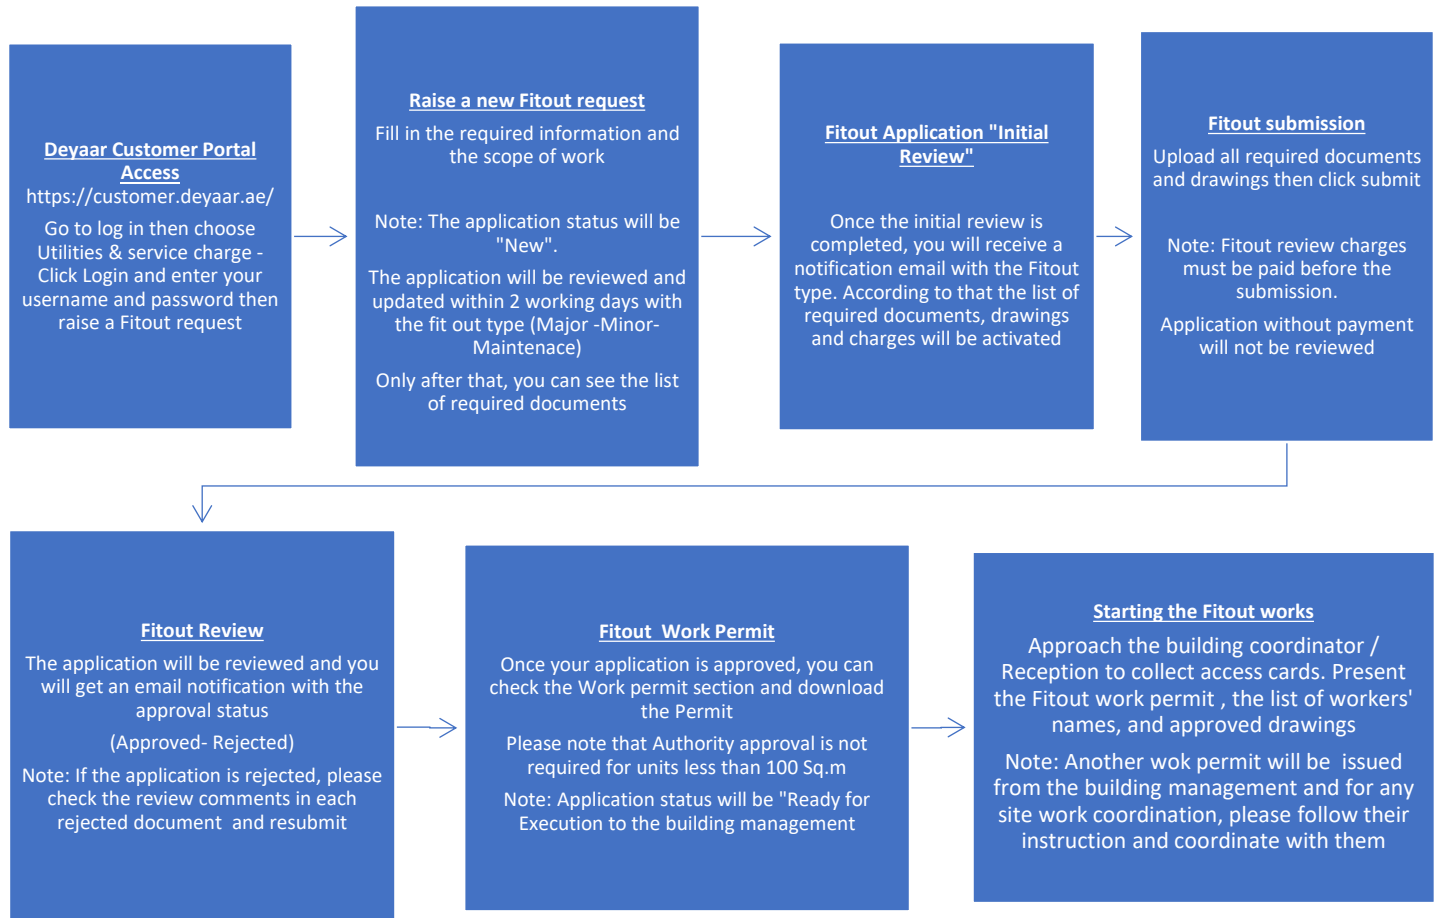 Deyaar Customer Portal
Access
https://customer.deyaar.ae/
Go to log in then choose
Utilities & service charge -
Click Login and enter your
username and password then
raise a Fitout request
Raise a new Fitout request
Fill in the required information and
the scope of work
Note: The application status will be
"New".
The application will be reviewed and
updated within 2 working days with
the fit out type (Major -Minor-
Maintenace)
Only after that, you can see the list
of required documents
Fitout Application "Initial
Review"
Once the initial review is
completed, you will receive a
notification email with the Fitout
type. According to that the list of
required documents, drawings
and charges will be activated
Fitout submission
Upload all required documents
and drawings then click submit
Note: Fitout review charges
must be paid before the
submission.
Application without payment
will not be reviewed
Fitout Review
The application will be reviewed and you
will get an email notification with the
approval status
(Approved- Rejected)
Note: If the application is rejected, please
check the review comments in each
rejected document  and resubmit
Fitout  Work Permit
Once your application is approved, you can
check the Work permit section and download
the Permit
Please note that Authority approval is not
required for units less than 100 Sq.m
Note: Application status will be "Ready for
Execution to the building management
Starting the Fitout works
Approach the building coordinator /
Reception to collect access cards. Present
the Fitout work permit , the list of workers'
names, and approved drawings
Note: Another wok permit will be  issued
from the building management and for any
site work coordination, please follow their
instruction and coordinate with them